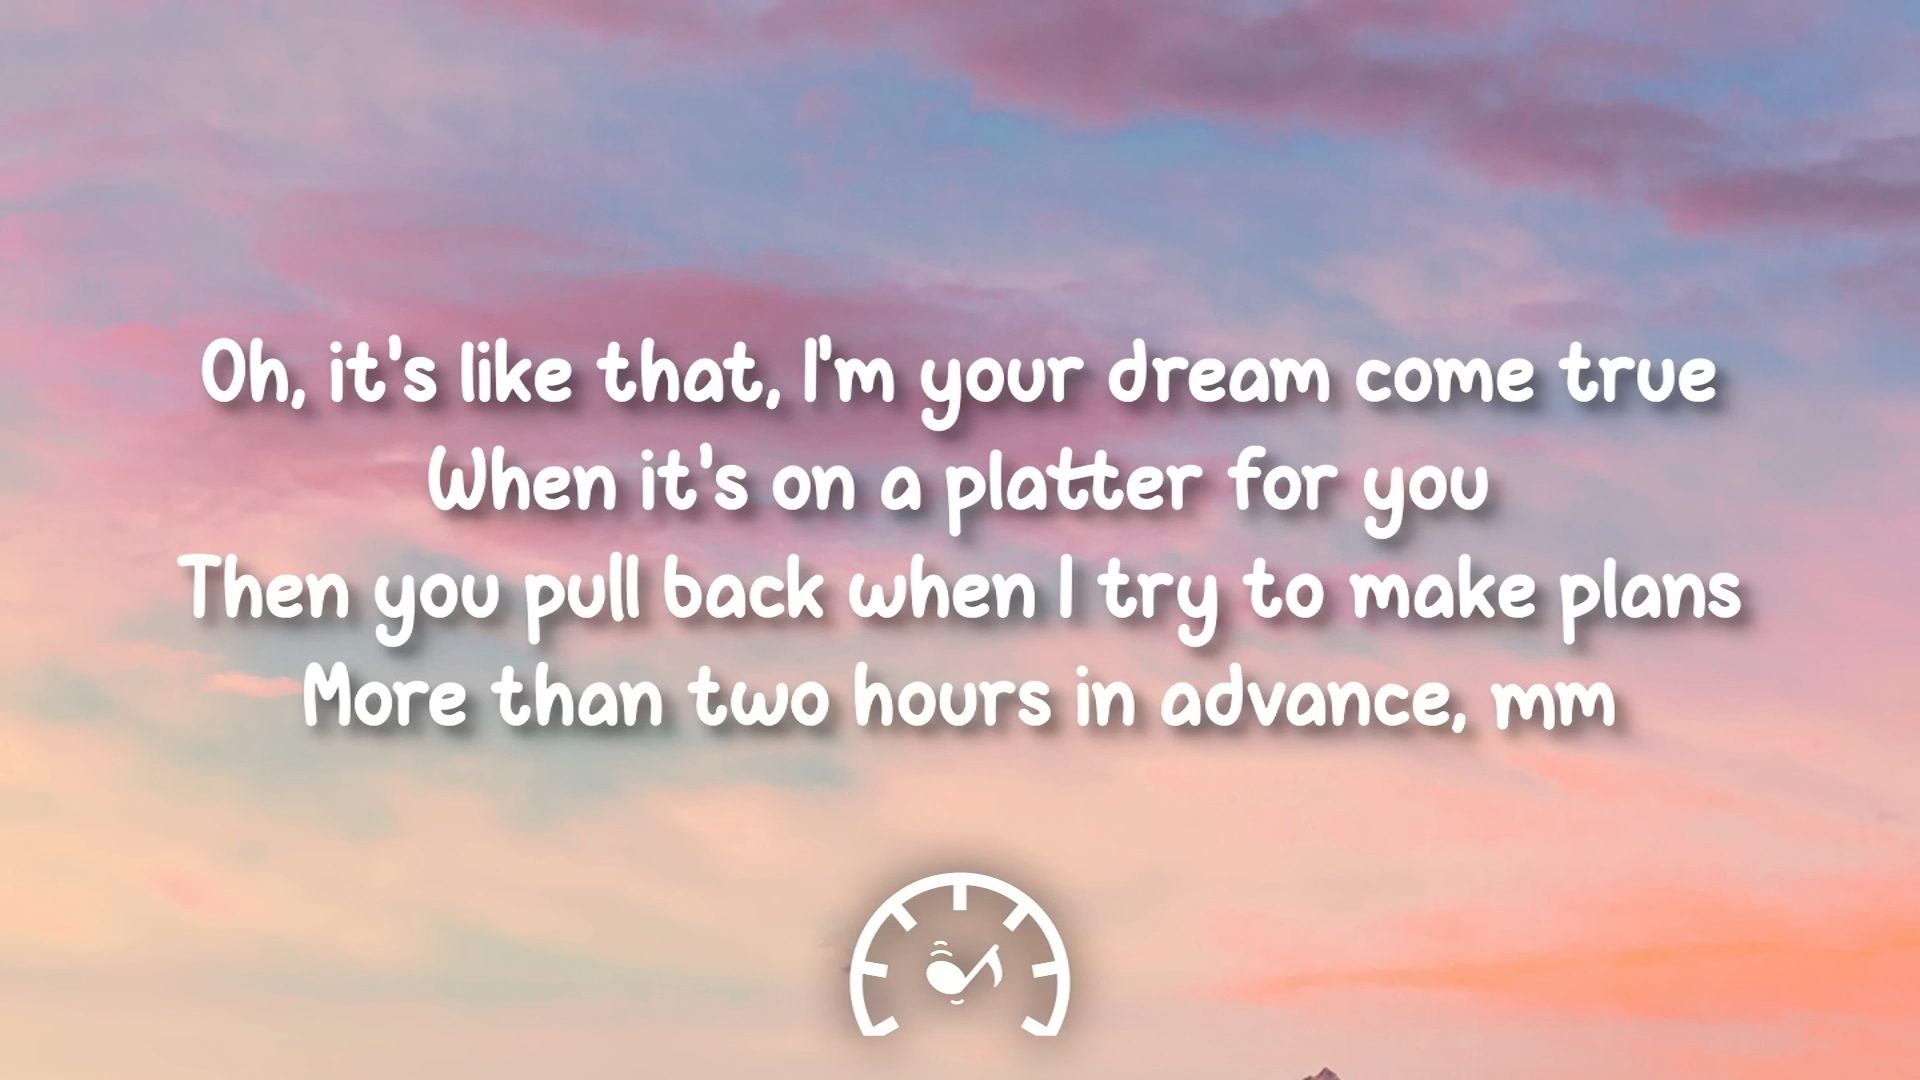 Oh, it's like that, I'm your dream come true
When it's on a platter for you
Then you pull back when I try to make plans
More than two hours in advance, mm